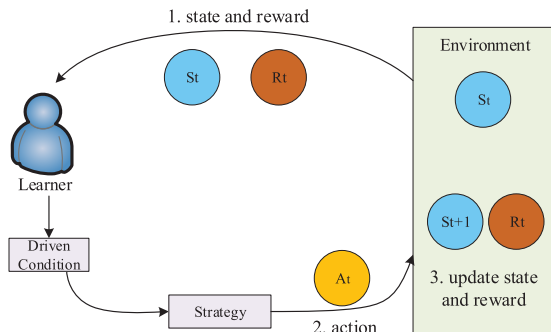 1. state and reward
St
Rt
Environment
St
Learner
Driven
Condition
St+1
Rt
At
3. update state
and reward
Strategy
2. action